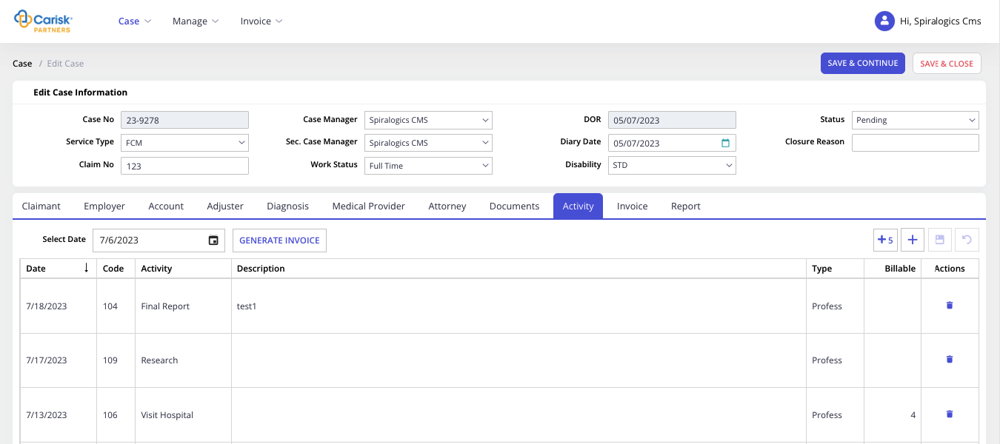 Carisk PARTNERS Case Manage Invoice Hi, Spiralogics Cms
Case / Edit Case SAVE & CONTINUE SAVE & CLOSE
Edit Case Information
Case No 23-9278 Case Manager Spiralogics CMS DOR 05/07/2023 Status Pending
Service Type FCM Sec. Case Manager Spiralogics CMS Diary Date 05/07/2023 Closure Reason
Claim No 123 Work Status Full Time Disability STD
Claimant Employer Account Adjuster Diagnosis Medical Provider Attorney Documents Activity Invoice Report
Select Date 7/6/2023 GENERATE INVOICE +5 +
Date ↓ Code Activity Description Type Billable Actions
7/18/2023 104 Final Report test1 Profess
7/17/2023 109 Research Profess
7/13/2023 106 Visit Hospital Profess 4